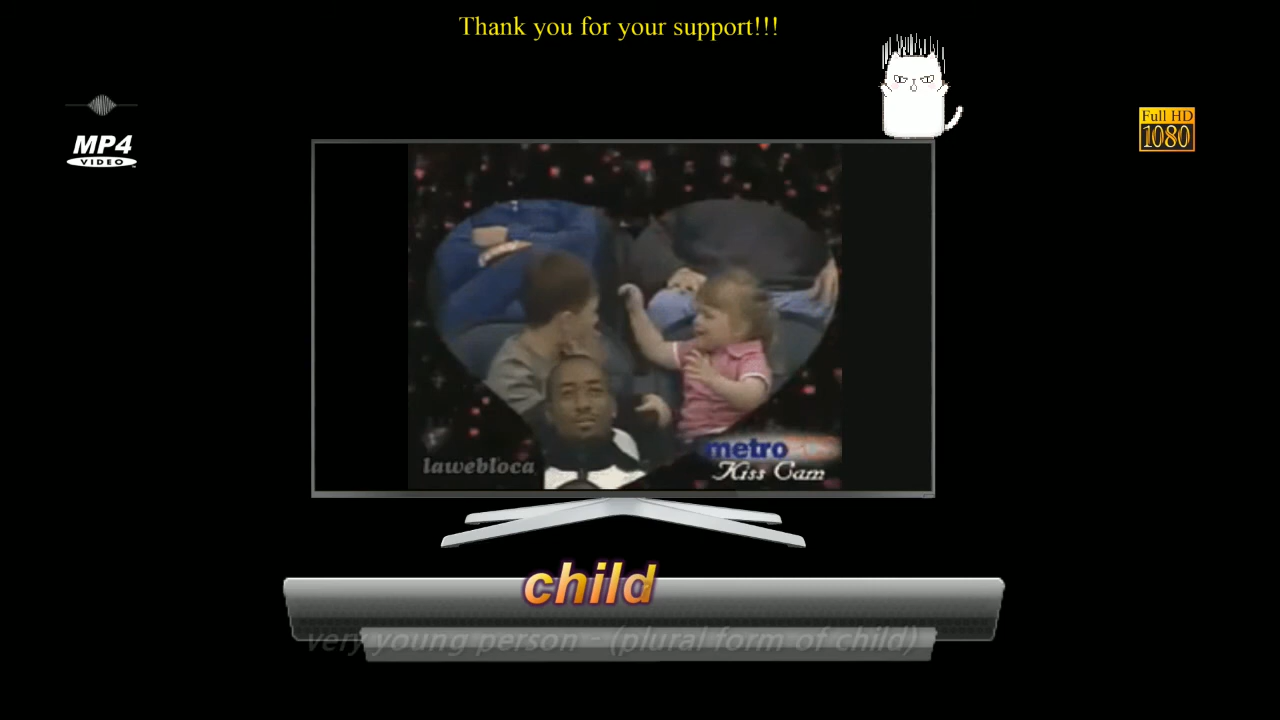 Thank you for your support!!!
MP4
VIDEO
Full HD
1080
lawebloca
metro
Kiss Cam
child
very young person - (plural form of child)